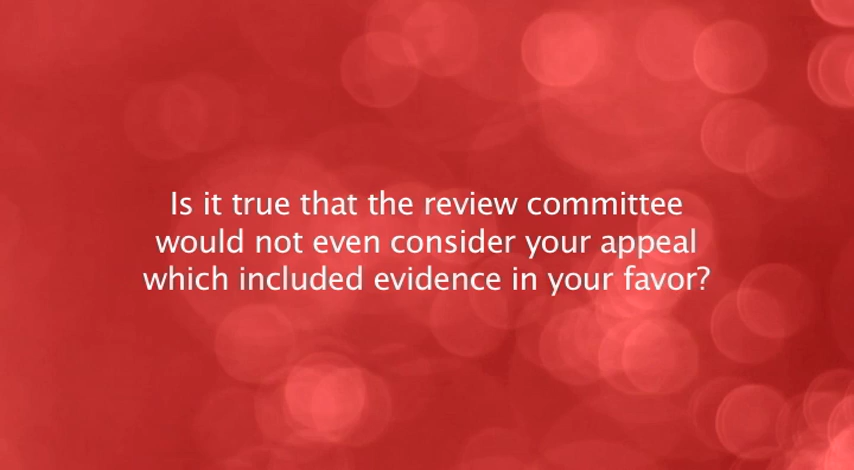 Is it true that the review committee
would not even consider your appeal
which included evidence in your favor?